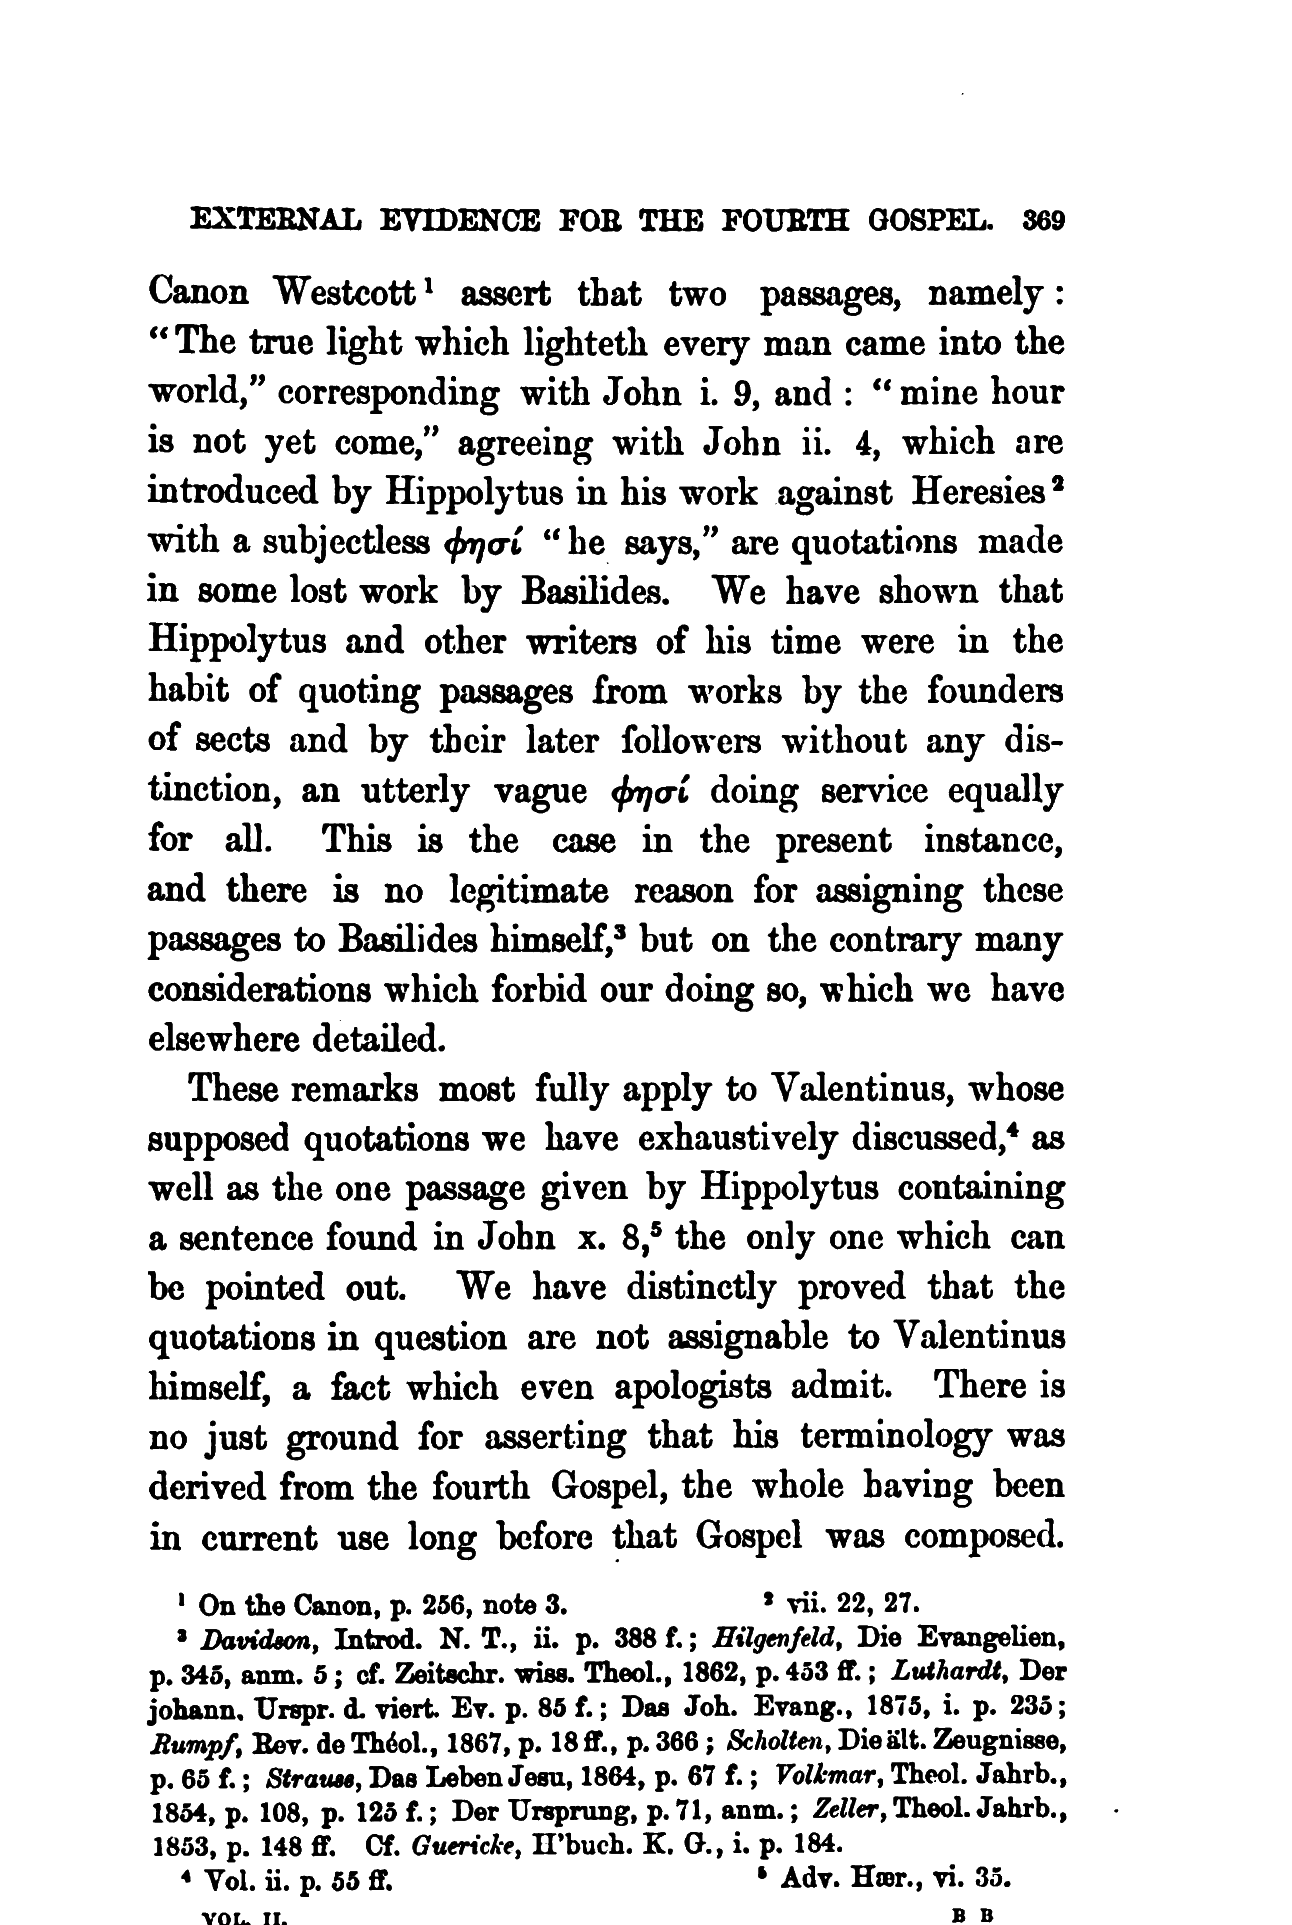 EXTERNAL EVIDENCE FOR THE FOURTH GOSPEL. 369
Canon Westcott ¹ assert that two passages, namely :
“The true light which lighteth every man came into the
world,” corresponding with John i. 9, and : “mine hour
is not yet come,” agreeing with John ii. 4, which are
introduced by Hippolytus in his work against Heresies ²
with a subjectless φησί “he says,” are quotations made
in some lost work by Basilides. We have shown that
Hippolytus and other writers of his time were in the
habit of quoting passages from works by the founders
of sects and by their later followers without any dis-
tinction, an utterly vague φησί doing service equally
for all. This is the case in the present instance,
and there is no legitimate reason for assigning these
passages to Basilides himself,³ but on the contrary many
considerations which forbid our doing so, which we have
elsewhere detailed.
These remarks most fully apply to Valentinus, whose
supposed quotations we have exhaustively discussed,⁴ as
well as the one passage given by Hippolytus containing
a sentence found in John x. 8,⁵ the only one which can
be pointed out. We have distinctly proved that the
quotations in question are not assignable to Valentinus
himself, a fact which even apologists admit. There is
no just ground for asserting that his terminology was
derived from the fourth Gospel, the whole having been
in current use long before that Gospel was composed.
¹ On the Canon, p. 256, note 3. ² vii. 22, 27.
³ Davidson, Introd. N. T., ii. p. 388 f.; Hilgenfeld, Die Evangelien,
p. 345, anm. 5 ; cf. Zeitschr. wiss. Theol., 1862, p. 453 ff. ; Luthardt, Der
johann. Urspr. d. viert. Ev. p. 85 f. ; Das Joh. Evang., 1875, i. p. 235 ;
Rumpf, Rev. de Théol., 1867, p. 18 ff., p. 366 ; Scholten, Die ält. Zeugnisse,
p. 65 f. ; Strauss, Das Leben Jesu, 1864, p. 67 f. ; Volkmar, Theol. Jahrb.,
1854, p. 108, p. 125 f. ; Der Ursprung, p. 71, anm. ; Zeller, Theol. Jahrb.,
1853, p. 148 ff. Cf. Guericke, H’buch. K. G., i. p. 184.
⁴ Vol. ii. p. 55 ff. ⁵ Adv. Hær., vi. 35.
VOL. II. B B